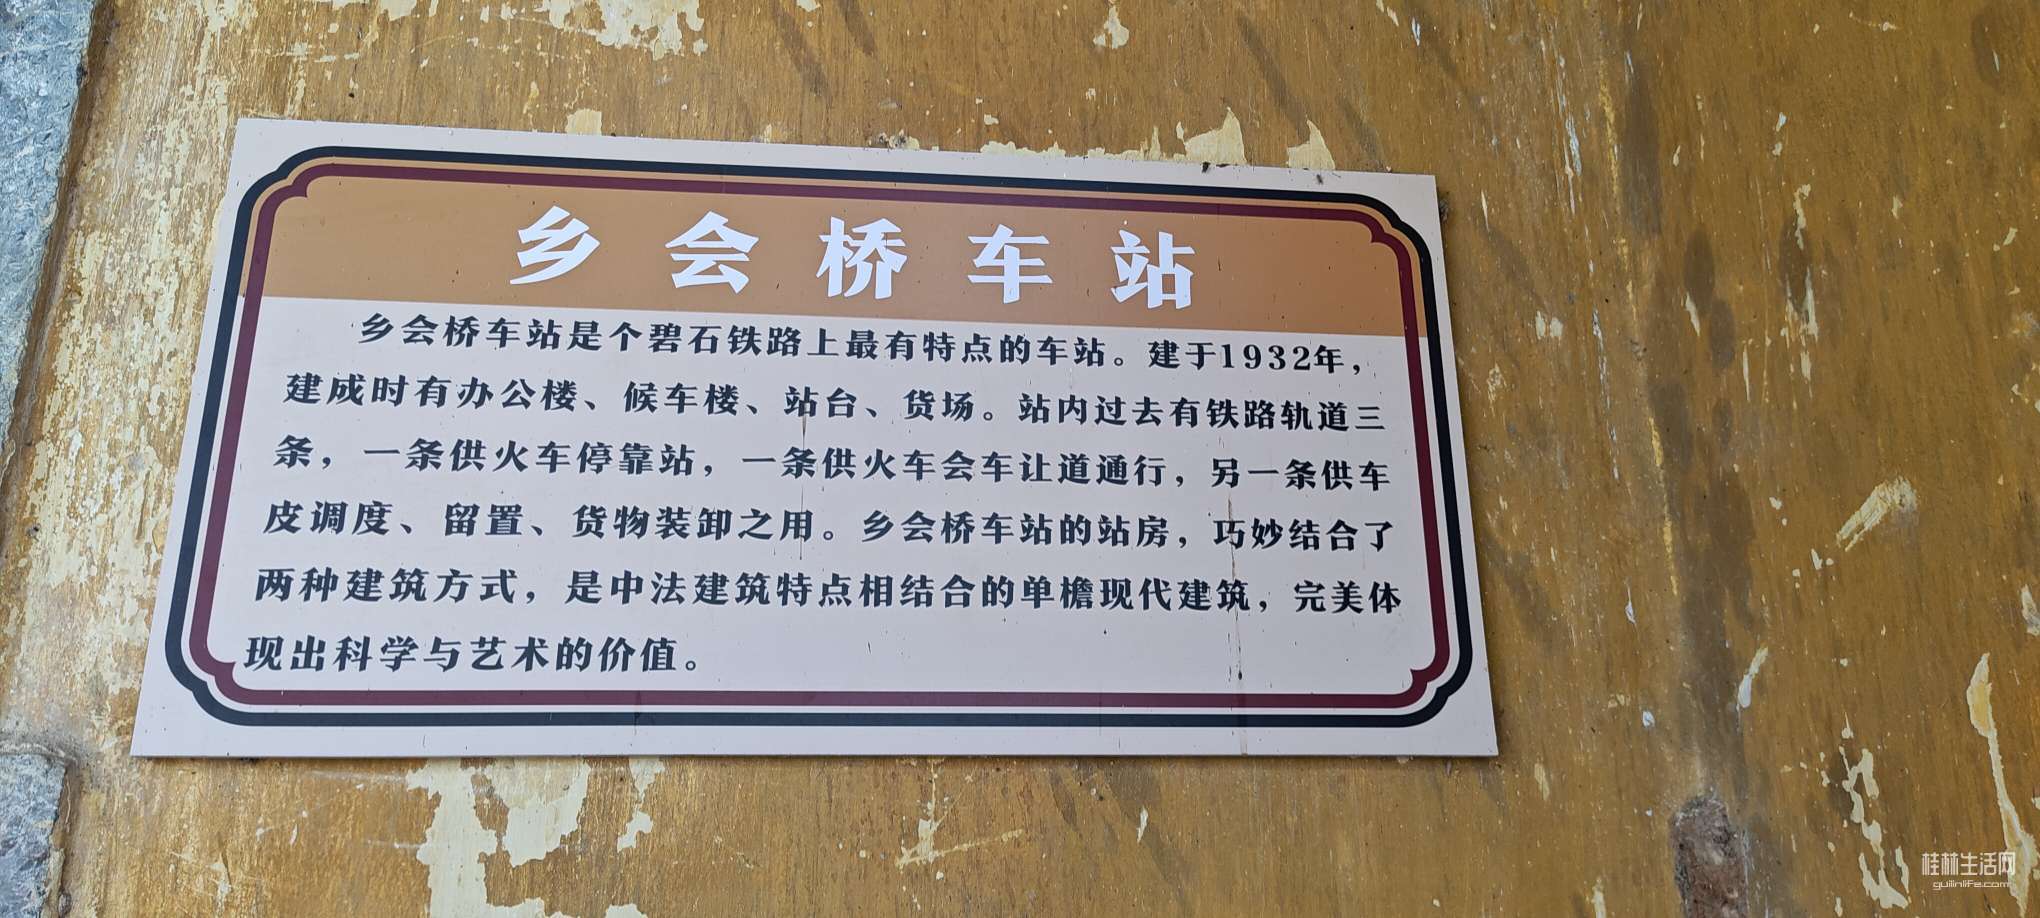 乡会桥车站
乡会桥车站是个碧石铁路上最有特点的车站。建于1932年，
建成时有办公楼、候车楼、站台、货场。站内过去有铁路轨道三
条，一条供火车停靠站，一条供火车会车让道通行，另一条供车
皮调度、留置、货物装卸之用。乡会桥车站的站房，巧妙结合了
两种建筑方式，是中法建筑特点相结合的单檐现代建筑，完美体
现出科学与艺术的价值。
桂林生活网
guilinlife.com